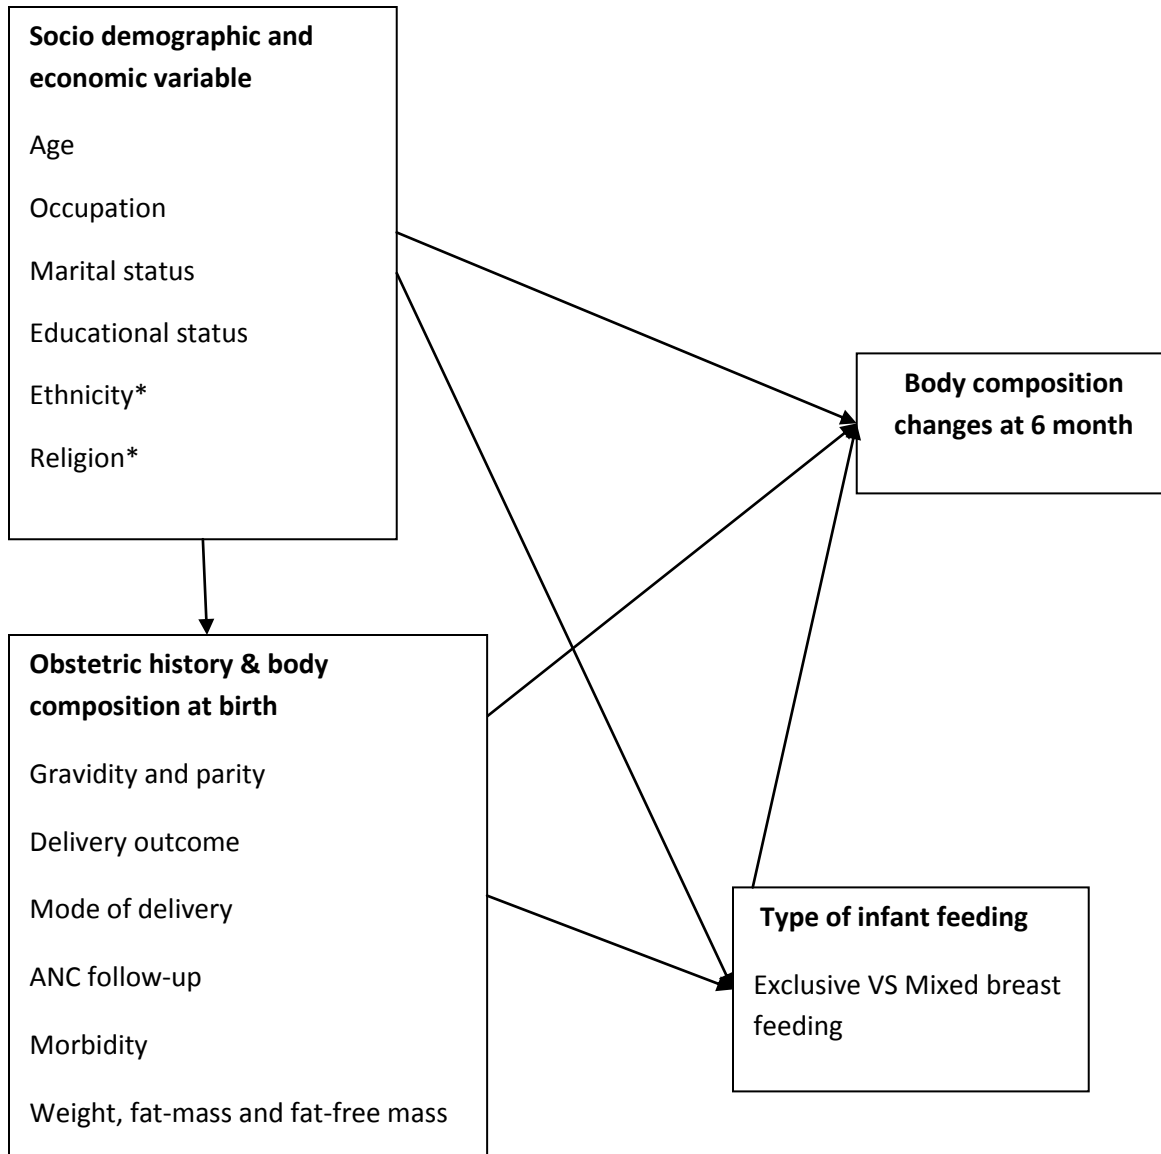 Socio demographic and
economic variable
Age
Occupation
Marital status
Educational status
Ethnicity*
Religion*
Body composition
changes at 6 month
Obstetric history & body
composition at birth
Gravidity and parity
Delivery outcome
Mode of delivery
ANC follow-up
Morbidity
Weight, fat-mass and fat-free mass
Type of infant feeding
Exclusive VS Mixed breast
feeding